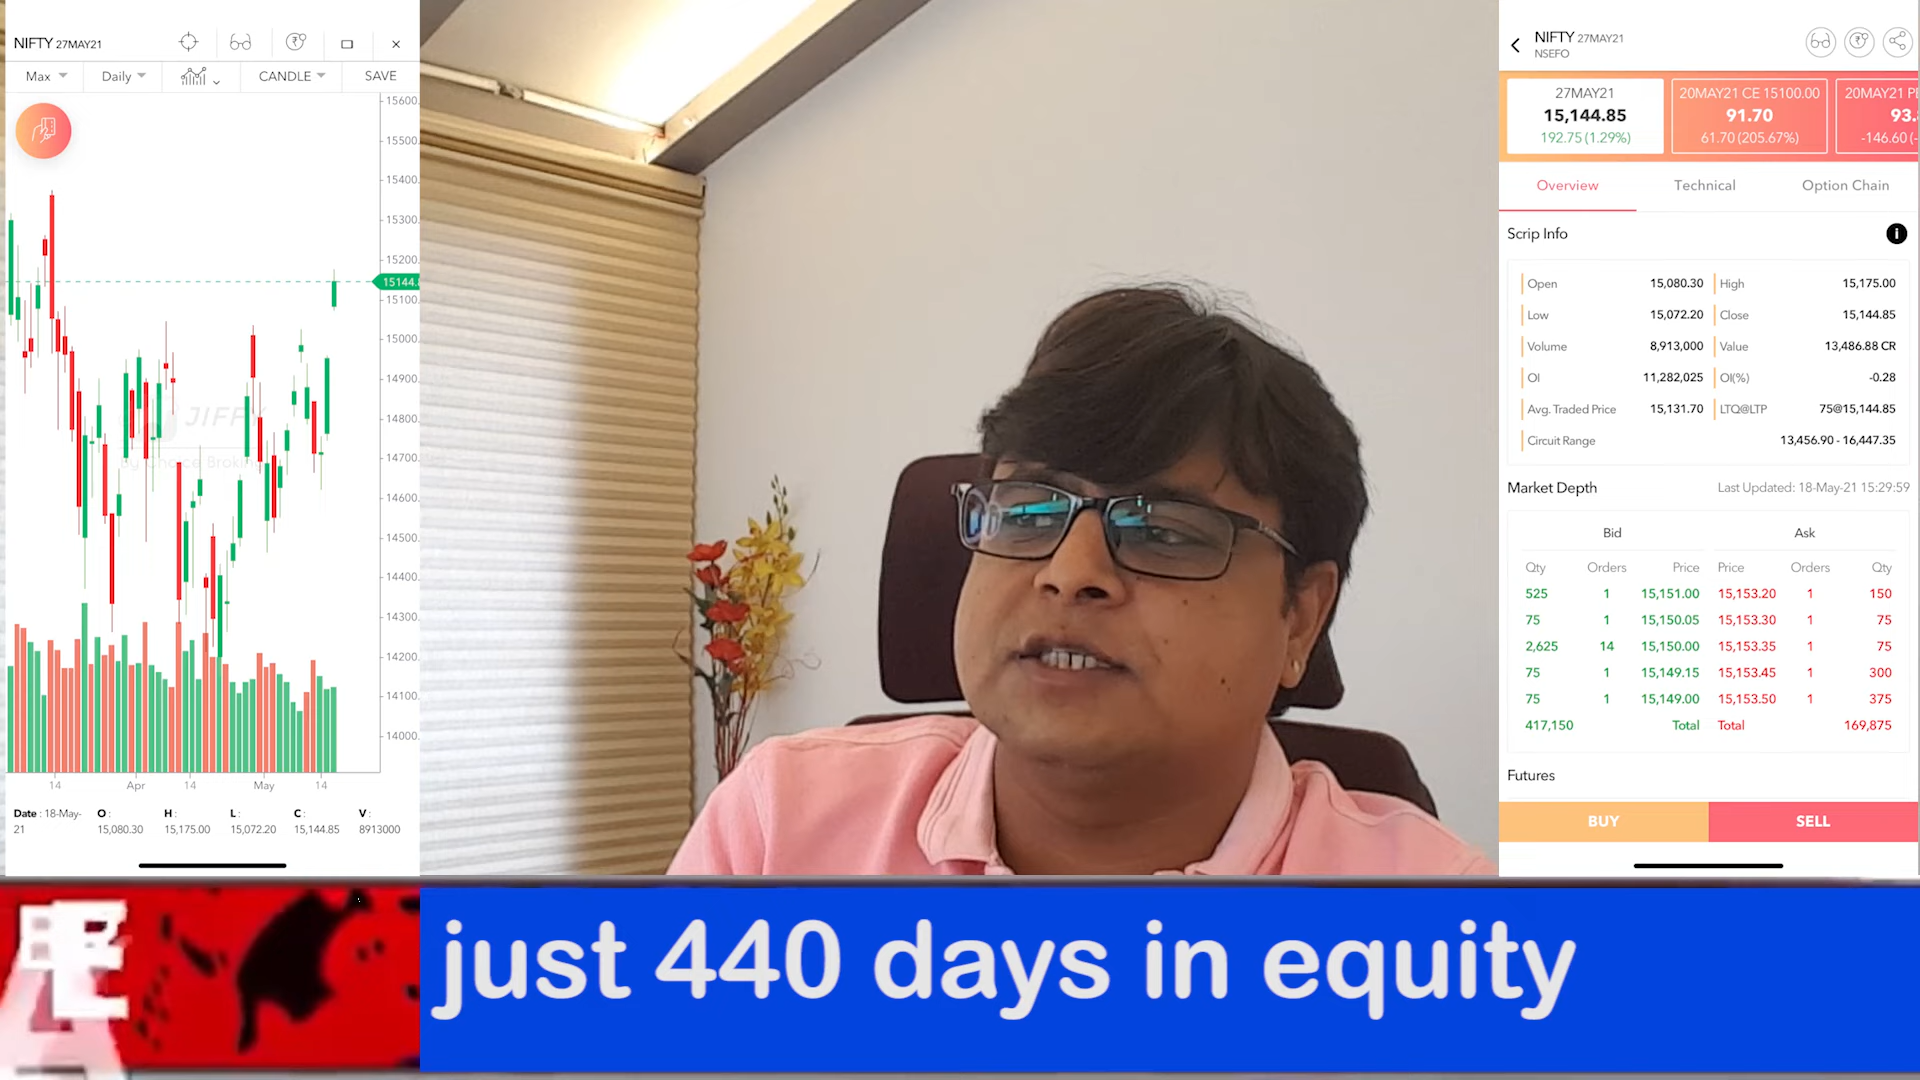 NIFTY 27MAY21
Max Daily CANDLE SAVE
15600
15500
15400
15300
15200
15144.8
15100
15000
14900
14800
14700
14600
14500
14400
14300
14200
14100
14000
JIFFY
By Choice Broking
14 Apr 14 May 14
Date : 18-May-21
O : 15,080.30
H : 15,175.00
L : 15,072.20
C : 15,144.85
V : 8913000
NIFTY 27MAY21
NSEFO
27MAY21
15,144.85
192.75 (1.29%)
20MAY21 CE 15100.00
91.70
61.70 (205.67%)
20MAY21 P
93.
-146.60 (-
Overview Technical Option Chain
Scrip Info i
Open 15,080.30 High 15,175.00
Low 15,072.20 Close 15,144.85
Volume 8,913,000 Value 13,486.88 CR
OI 11,282,025 OI(%) -0.28
Avg. Traded Price 15,131.70 LTQ@LTP 75@15,144.85
Circuit Range 13,456.90 - 16,447.35
Market Depth Last Updated: 18-May-21 15:29:59
Bid Ask
Qty Orders Price Price Orders Qty
525 1 15,151.00 15,153.20 1 150
75 1 15,150.05 15,153.30 1 75
2,625 14 15,150.00 15,153.35 1 75
75 1 15,149.15 15,153.45 1 300
75 1 15,149.00 15,153.50 1 375
417,150 Total Total 169,875
Futures
BUY SELL
just 440 days in equity